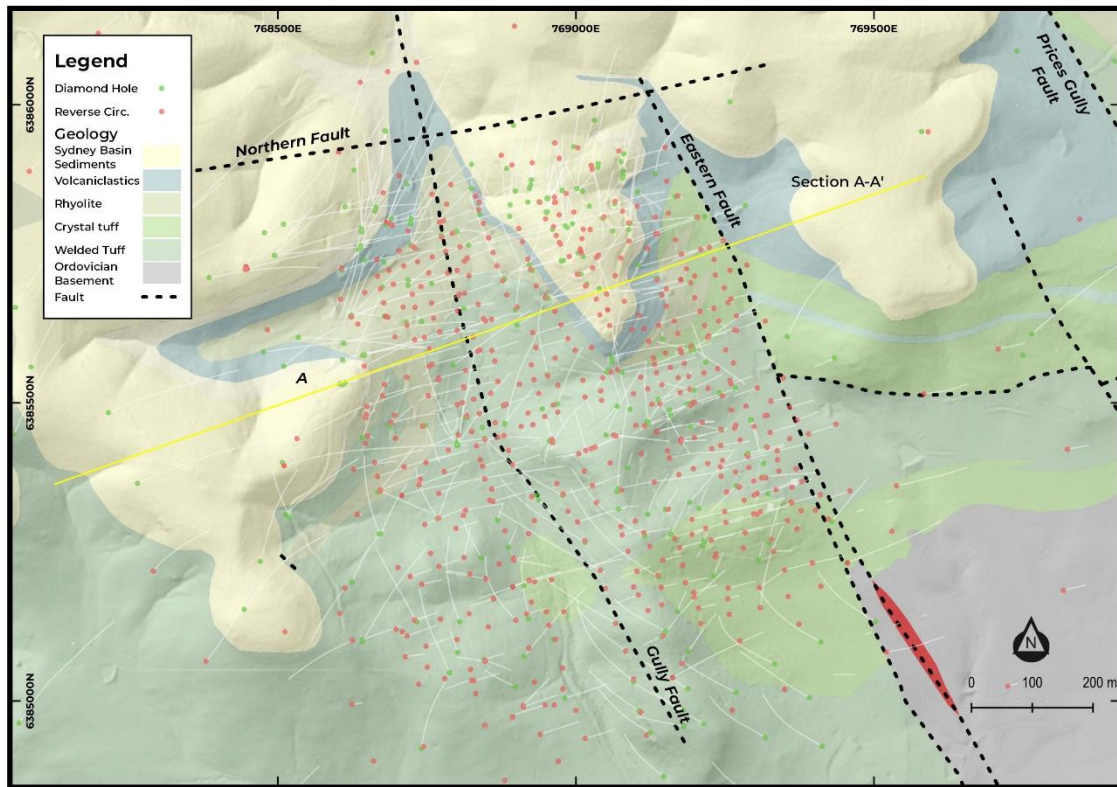 768500E
769000E
769500E
Legend
Diamond Hole
Reverse Circ.
Geology
Sydney Basin
Sediments
Volcaniclastics
Rhyolite
Crystal tuff
Welded Tuff
Ordovician
Basement
Fault
6386000N
6385500N
6385000N
Northern Fault
Eastern Fault
Prices Gully
Fault
Section A-A'
A
Gully Fault
N
0 100 200 m